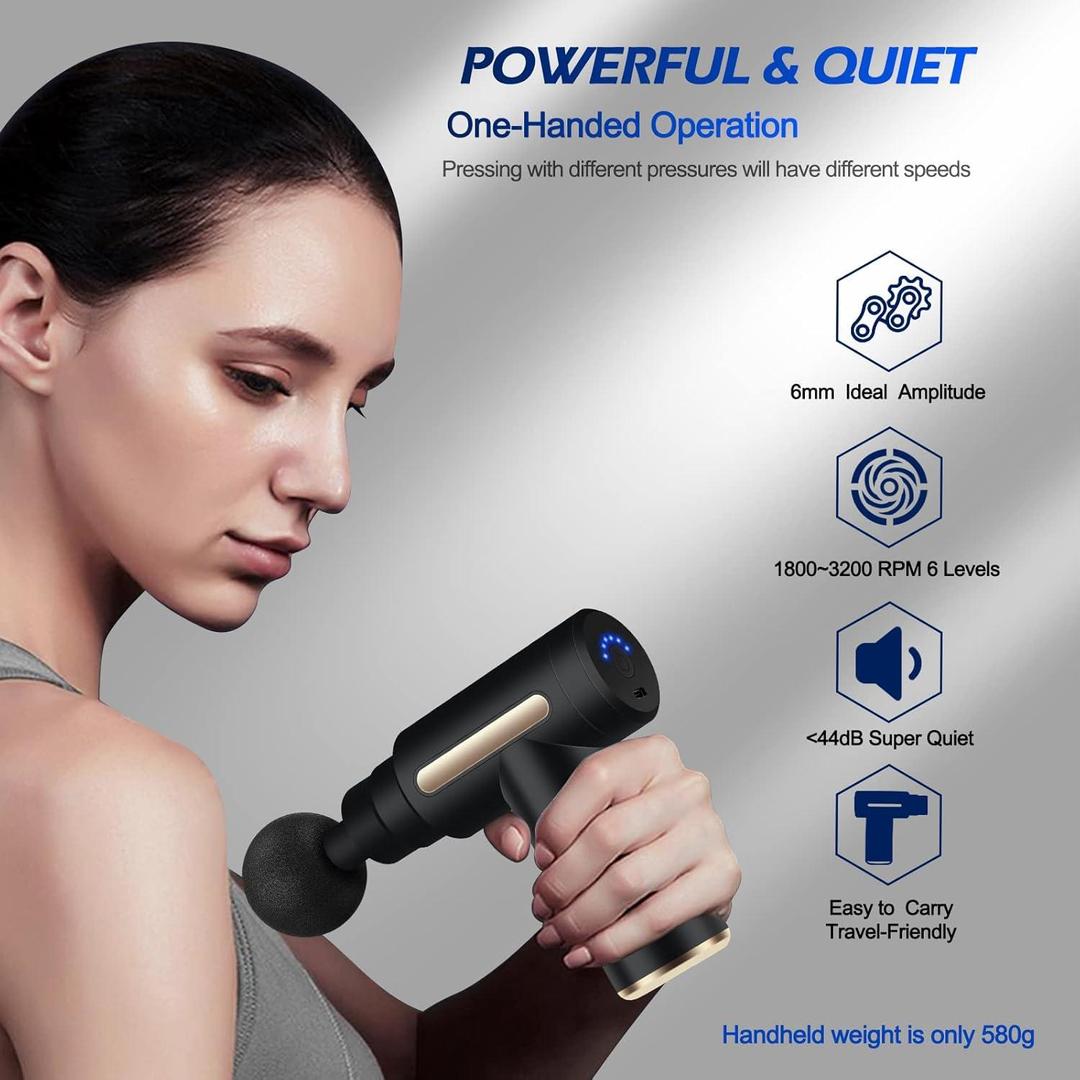 POWERFUL & QUIET
One-Handed Operation
Pressing with different pressures will have different speeds
6mm Ideal Amplitude
1800~3200 RPM 6 Levels
<44dB Super Quiet
Easy to Carry
Travel-Friendly
Handheld weight is only 580g